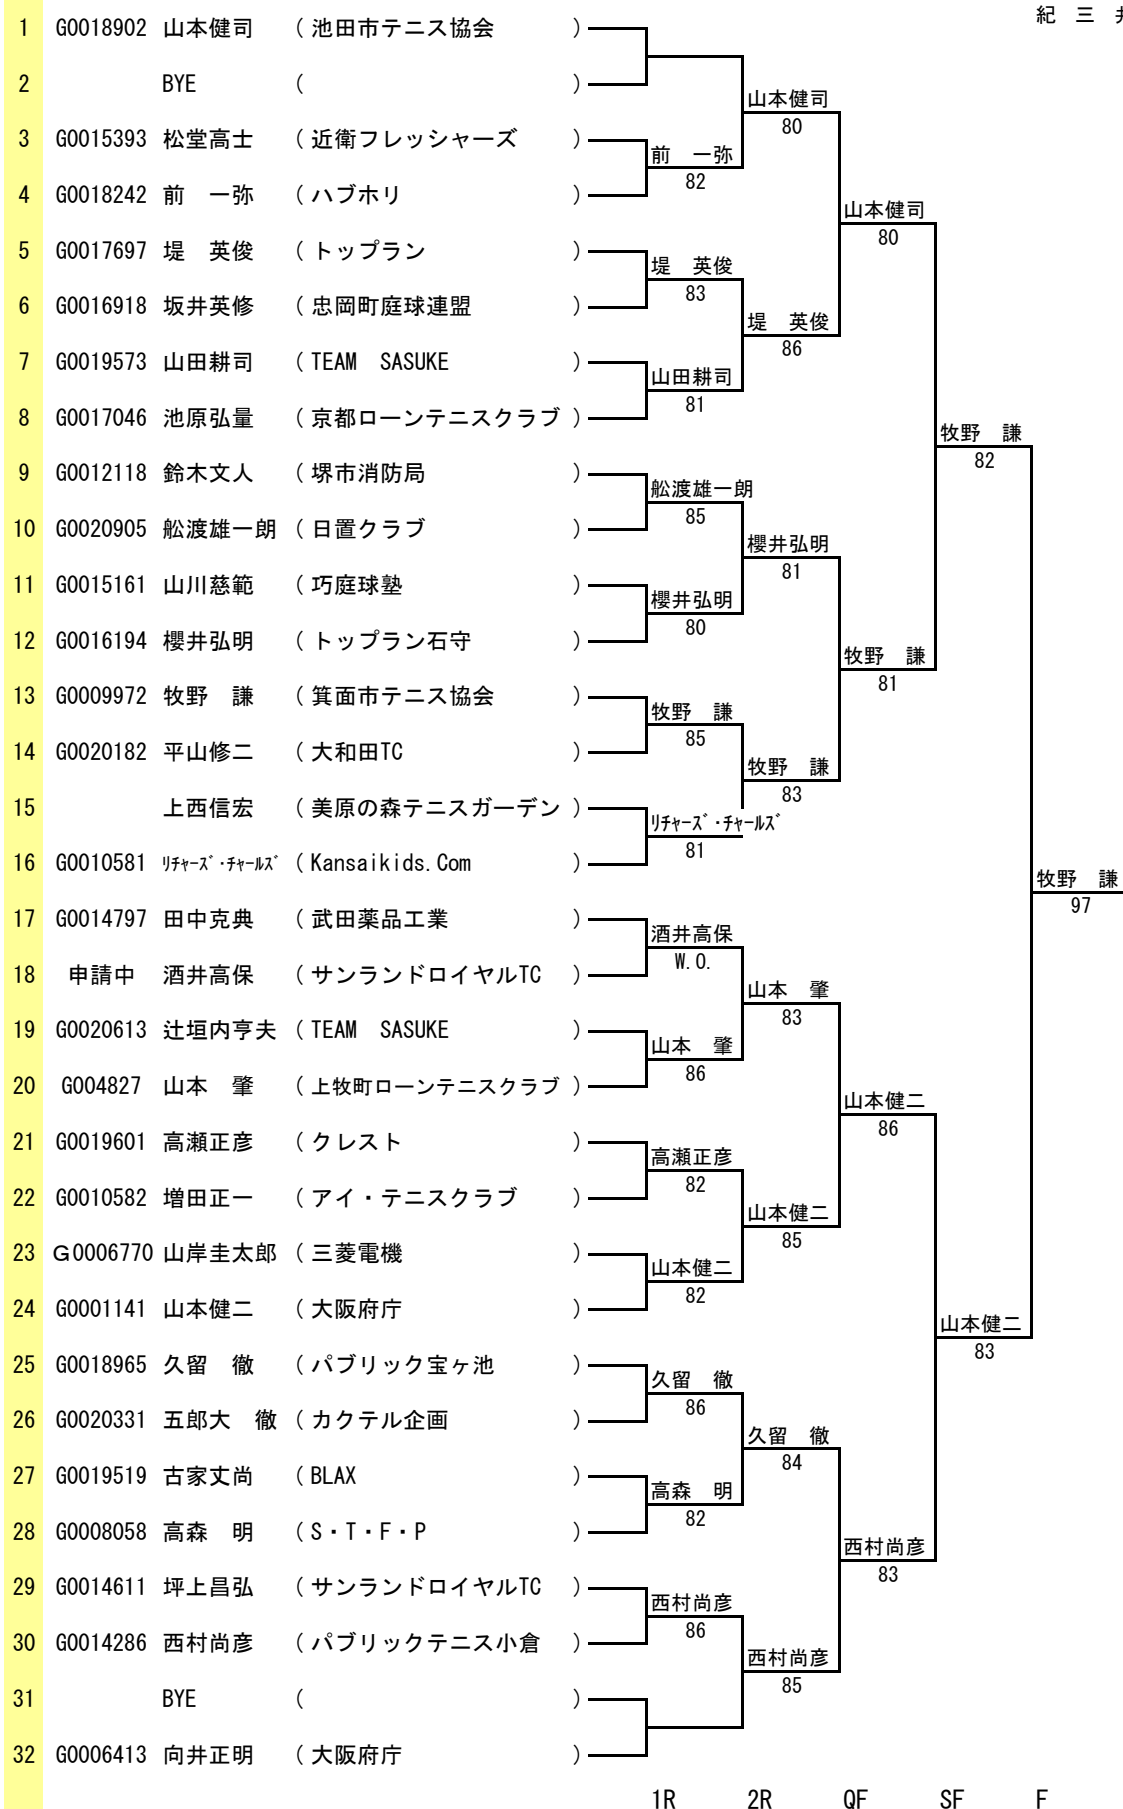 紀 三
1 G0018902 山本健司 ( 池田市テニス協会 )
2 BYE ( )
山本健司
80
3 G0015393 松堂高士 ( 近衛フレッシャーズ )
前 一弥
82
4 G0018242 前 一弥 ( ハブホリ )
山本健司
80
5 G0017697 堤 英俊 ( トップラン )
堤 英俊
83
6 G0016918 坂井英修 ( 忠岡町庭球連盟 )
堤 英俊
86
7 G0019573 山田耕司 ( TEAM SASUKE )
山田耕司
81
8 G0017046 池原弘量 ( 京都ローンテニスクラブ )
牧野 謙
82
9 G0012118 鈴木文人 ( 堺市消防局 )
舩渡雄一朗
85
10 G0020905 舩渡雄一朗 ( 日置クラブ )
櫻井弘明
81
11 G0015161 山川慈範 ( 巧庭球塾 )
櫻井弘明
80
12 G0016194 櫻井弘明 ( トップラン石守 )
牧野 謙
81
13 G0009972 牧野 謙 ( 箕面市テニス協会 )
牧野 謙
85
14 G0020182 平山修二 ( 大和田TC )
牧野 謙
83
15 上西信宏 ( 美原の森テニスガーデン )
ﾘﾁｬｰｽﾞ・ﾁｬｰﾙｽﾞ
81
16 G0010581 ﾘﾁｬｰｽﾞ・ﾁｬｰﾙｽﾞ ( Kansaikids.Com )
牧野 謙
97
17 G0014797 田中克典 ( 武田薬品工業 )
酒井高保
W.O.
18 申請中 酒井高保 ( サンランドロイヤルTC )
山本 肇
83
19 G0020613 辻垣内亨夫 ( TEAM SASUKE )
山本 肇
86
20 G004827 山本 肇 ( 上牧町ローンテニスクラブ )
山本健二
86
21 G0019601 高瀬正彦 ( クレスト )
高瀬正彦
82
22 G0010582 増田正一 ( アイ・テニスクラブ )
山本健二
85
23 Ｇ0006770 山岸圭太郎 ( 三菱電機 )
山本健二
82
24 G0001141 山本健二 ( 大阪府庁 )
山本健二
83
25 G0018965 久留 徹 ( パブリック宝ヶ池 )
久留 徹
86
26 G0020331 五郎大 徹 ( カクテル企画 )
久留 徹
84
27 G0019519 古家丈尚 ( BLAX )
高森 明
82
28 G0008058 高森 明 ( S・T・F・P )
西村尚彦
83
29 G0014611 坪上昌弘 ( サンランドロイヤルTC )
西村尚彦
86
30 G0014286 西村尚彦 ( パブリックテニス小倉 )
西村尚彦
85
31 BYE ( )
32 G0006413 向井正明 ( 大阪府庁 )
1R 2R QF SF F